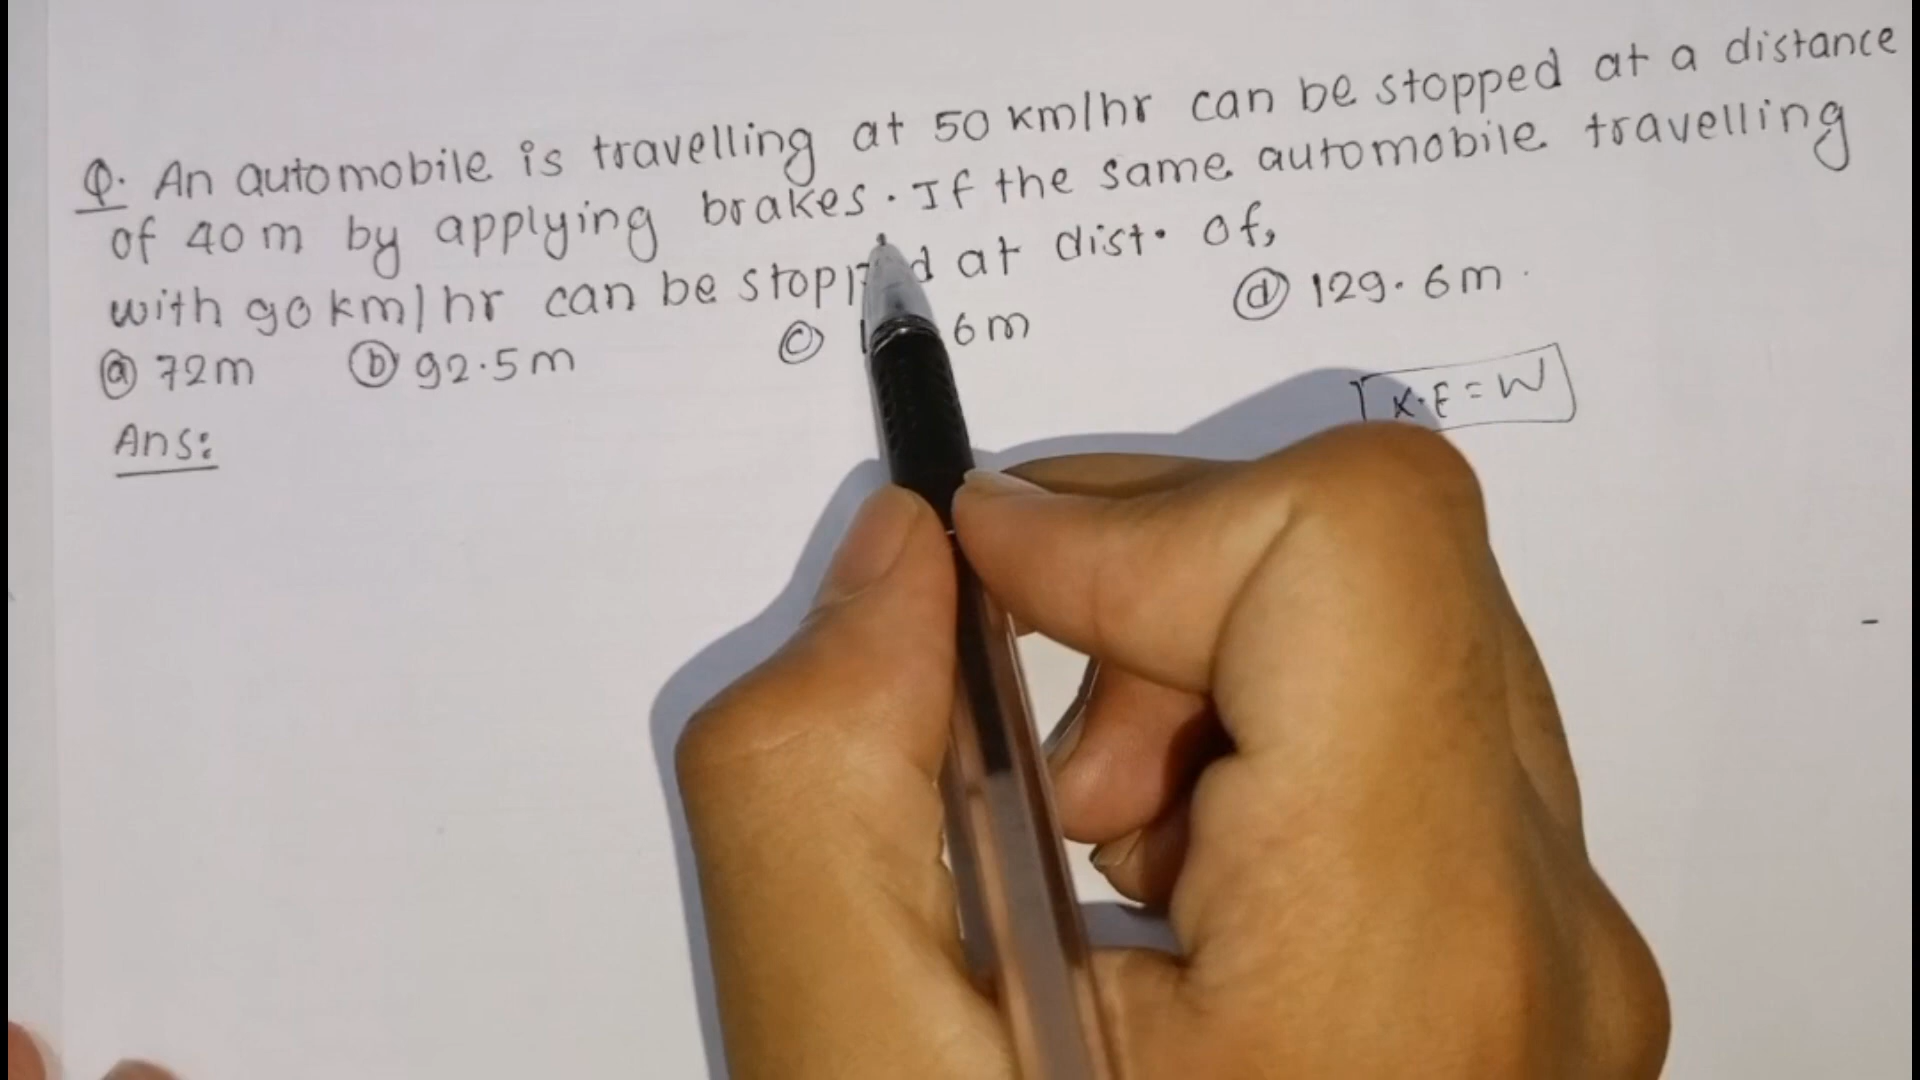 Q. An automobile is travelling at 50 km/hr can be stopped at a distance
of 40 m by applying brakes. If the same automobile travelling
with 90 km/hr can be stopped at dist. of,
(a) 72m (b) 92.5m (c) 6m (d) 129.6m.
Ans:
K.E = W